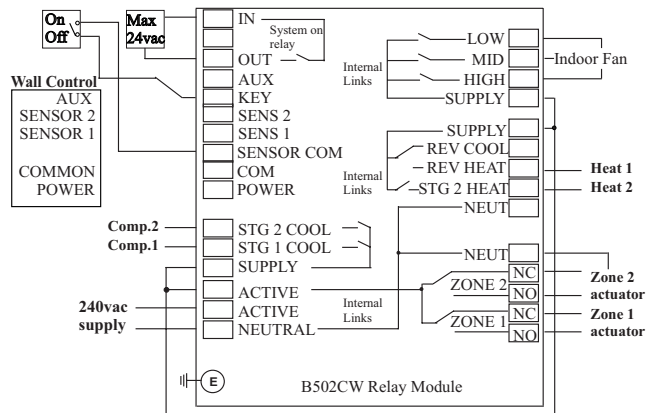 On
Off
Max
24vac
Wall Control
AUX
SENSOR 2
SENSOR 1
COMMON
POWER
IN
System on
relay
OUT
AUX
KEY
SENS 2
SENS 1
SENSOR COM
COM
POWER
Comp.2
Comp.1
STG 2 COOL
STG 1 COOL
SUPPLY
ACTIVE
ACTIVE
NEUTRAL
240vac
supply
Internal
Links
LOW
MID
HIGH
SUPPLY
Indoor Fan
Internal
Links
SUPPLY
REV COOL
REV HEAT
STG 2 HEAT
NEUT
Heat 1
Heat 2
Internal
Links
NEUT
NC
ZONE 2
NO
NC
ZONE 1
NO
Zone 2
actuator
Zone 1
actuator
E
B502CW Relay Module